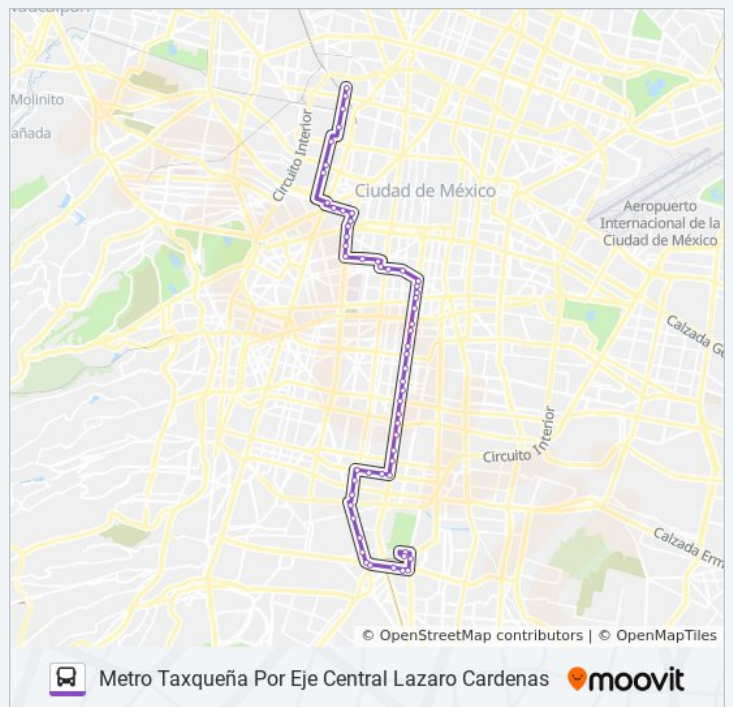 Naucalpan
Molinito
añada
Circuito Interior
Ciudad de México
Aeropuerto
Internacional de la
Ciudad de México
Calzada
Circuito Interior
Calzada Erm
© OpenStreetMap contributors | © OpenMapTiles
Metro Taxqueña Por Eje Central Lazaro Cardenas
moovit